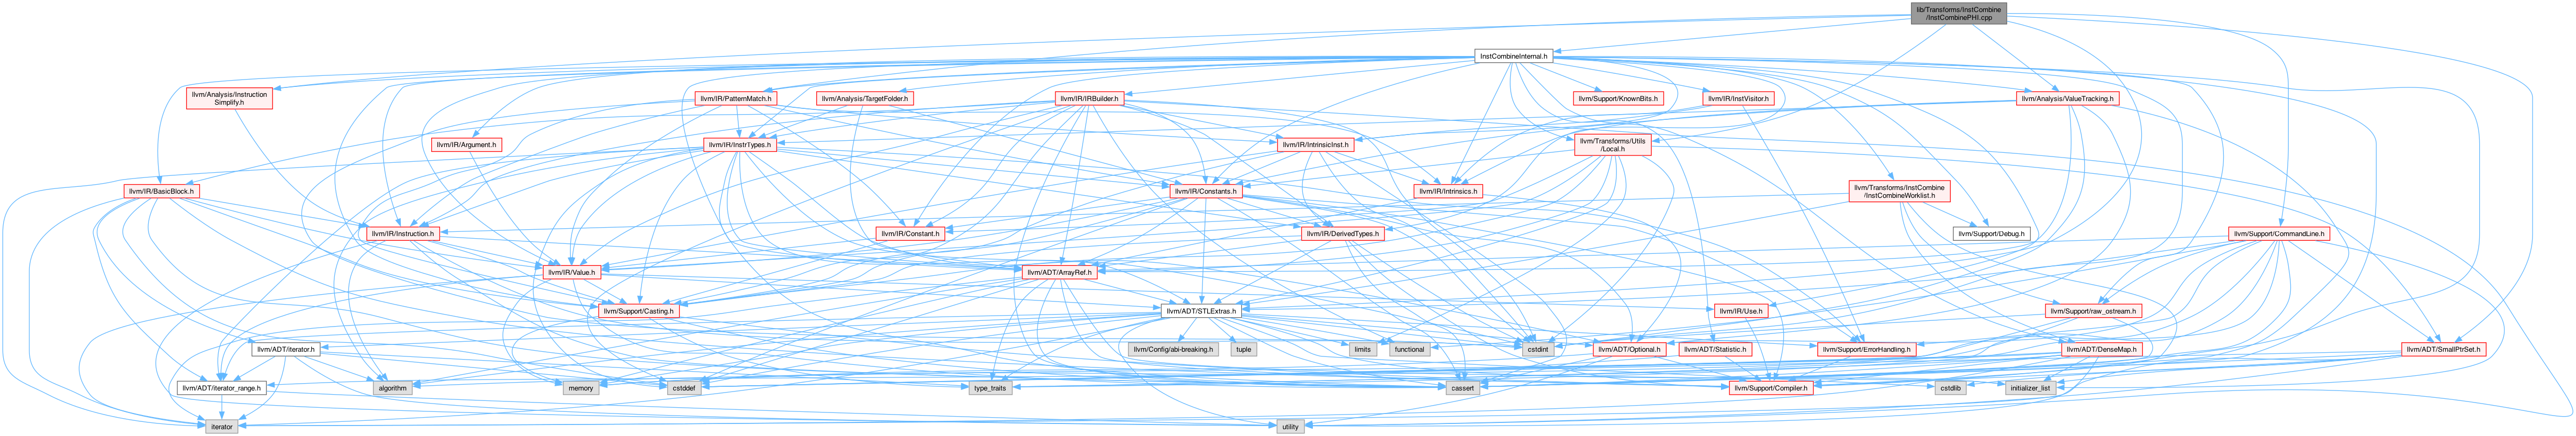 lib/Transforms/InstCombine
/InstCombinePHI.cpp
InstCombineInternal.h
llvm/Analysis/Instruction
Simplify.h
llvm/IR/PatternMatch.h
llvm/Analysis/TargetFolder.h
llvm/IR/IRBuilder.h
llvm/Support/KnownBits.h
llvm/IR/InstVisitor.h
llvm/Analysis/ValueTracking.h
llvm/IR/Argument.h
llvm/IR/InstrTypes.h
llvm/IR/IntrinsicInst.h
llvm/Transforms/Utils
/Local.h
llvm/IR/BasicBlock.h
llvm/IR/Constants.h
llvm/IR/Intrinsics.h
llvm/Transforms/InstCombine
/InstCombineWorklist.h
llvm/IR/Instruction.h
llvm/IR/Constant.h
llvm/IR/DerivedTypes.h
llvm/Support/Debug.h
llvm/Support/CommandLine.h
llvm/IR/Value.h
llvm/ADT/ArrayRef.h
llvm/Support/Casting.h
llvm/ADT/STLExtras.h
llvm/IR/Use.h
llvm/Support/raw_ostream.h
llvm/ADT/iterator.h
llvm/Config/abi-breaking.h
tuple
limits
functional
cstdint
llvm/ADT/Optional.h
llvm/ADT/Statistic.h
llvm/Support/ErrorHandling.h
llvm/ADT/DenseMap.h
llvm/ADT/SmallPtrSet.h
llvm/ADT/iterator_range.h
algorithm
memory
cstddef
type_traits
cassert
llvm/Support/Compiler.h
cstdlib
initializer_list
iterator
utility